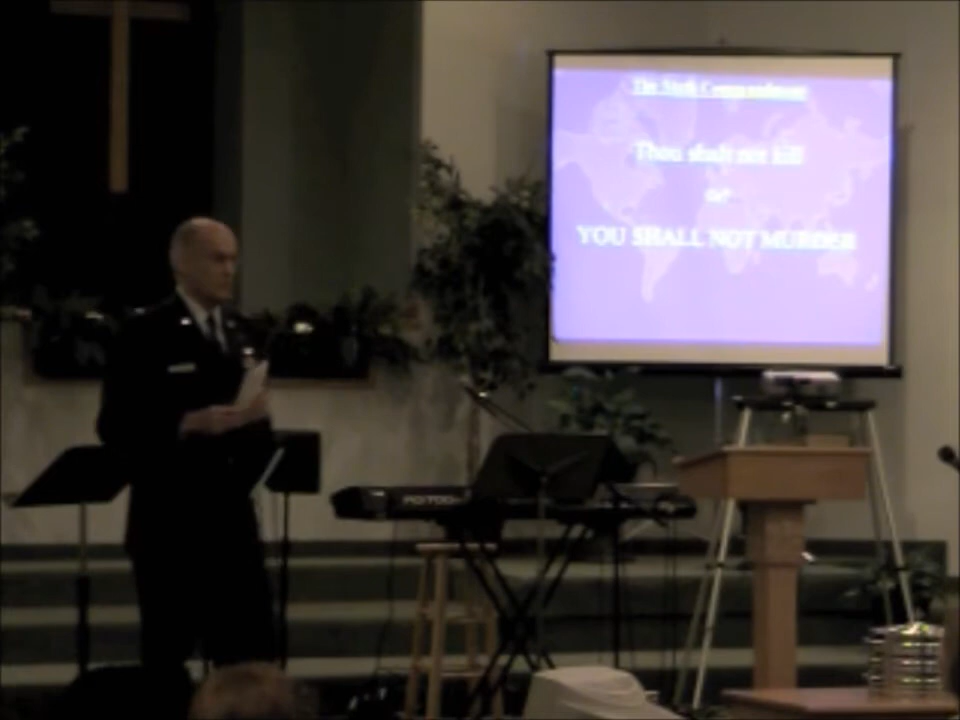 The Sixth Commandment
Thou shalt not kill
or
YOU SHALL NOT MURDER